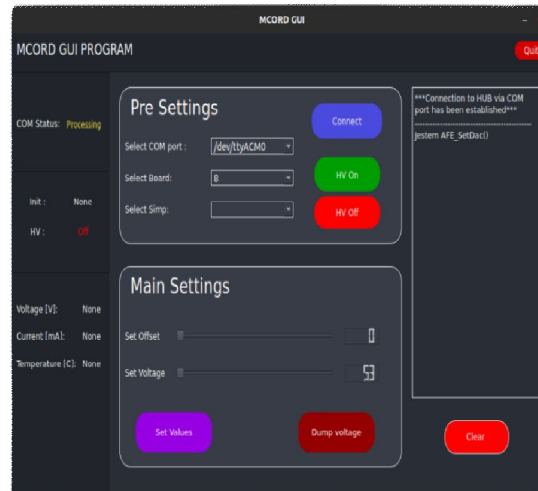 MCORD GUI
MCORD GUI PROGRAM
Quit
COM Status: Processing
Init : None
HV : Off
Voltage [V]: None
Current [mA]: None
Temperature [C]: None
Pre Settings
Connect
Select COM port : /dev/ttyACM0
Select Board: 8
HV On
Select Simp:
HV Off
Main Settings
Set Offset 0
Set Voltage 53
Set Values
Dump voltage
***Connection to HUB via COM
port has been established***
Jestem AFE_SetDac()
Clear